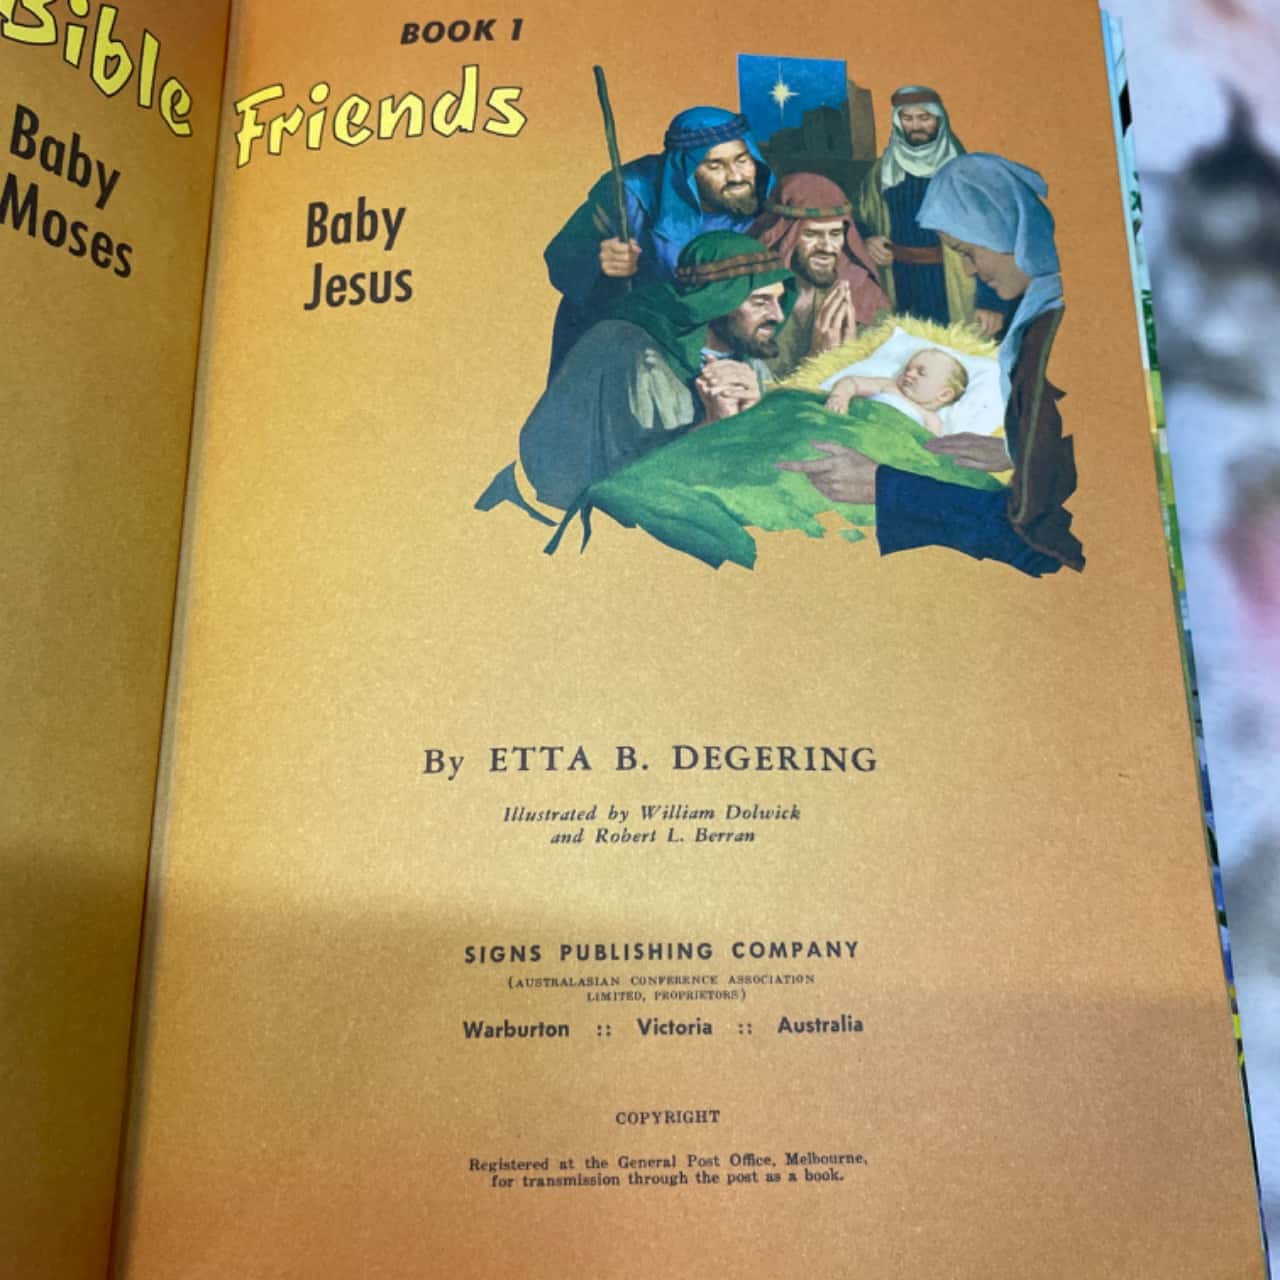 Bible
Baby
Moses
BOOK 1
Friends
Baby
Jesus
By ETTA B. DEGERING
Illustrated by William Dolwick
and Robert L. Berran
SIGNS PUBLISHING COMPANY
(AUSTRALASIAN CONFERENCE ASSOCIATION
LIMITED, PROPRIETORS)
Warburton :: Victoria :: Australia
COPYRIGHT
Registered at the General Post Office, Melbourne,
for transmission through the post as a book.